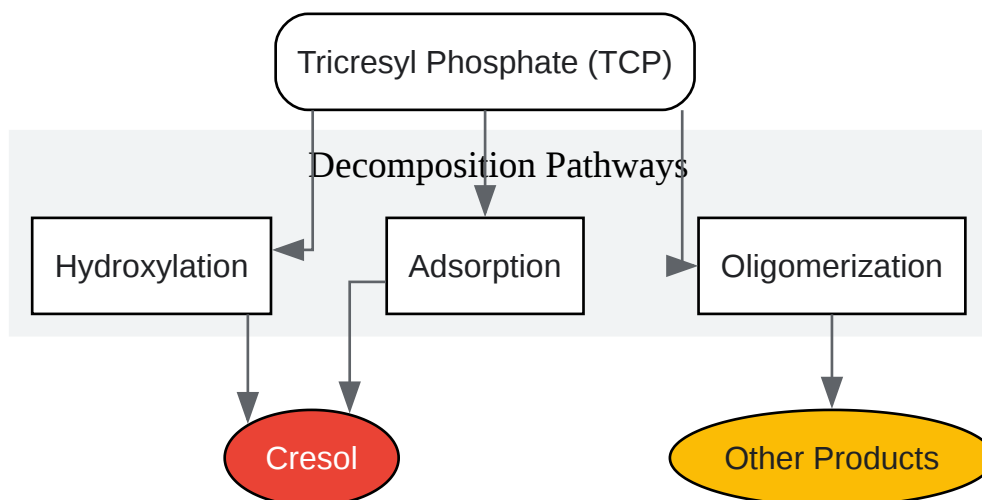 Tricresyl Phosphate (TCP)
Decomposition Pathways
Hydroxylation
Adsorption
Oligomerization
Cresol
Other Products